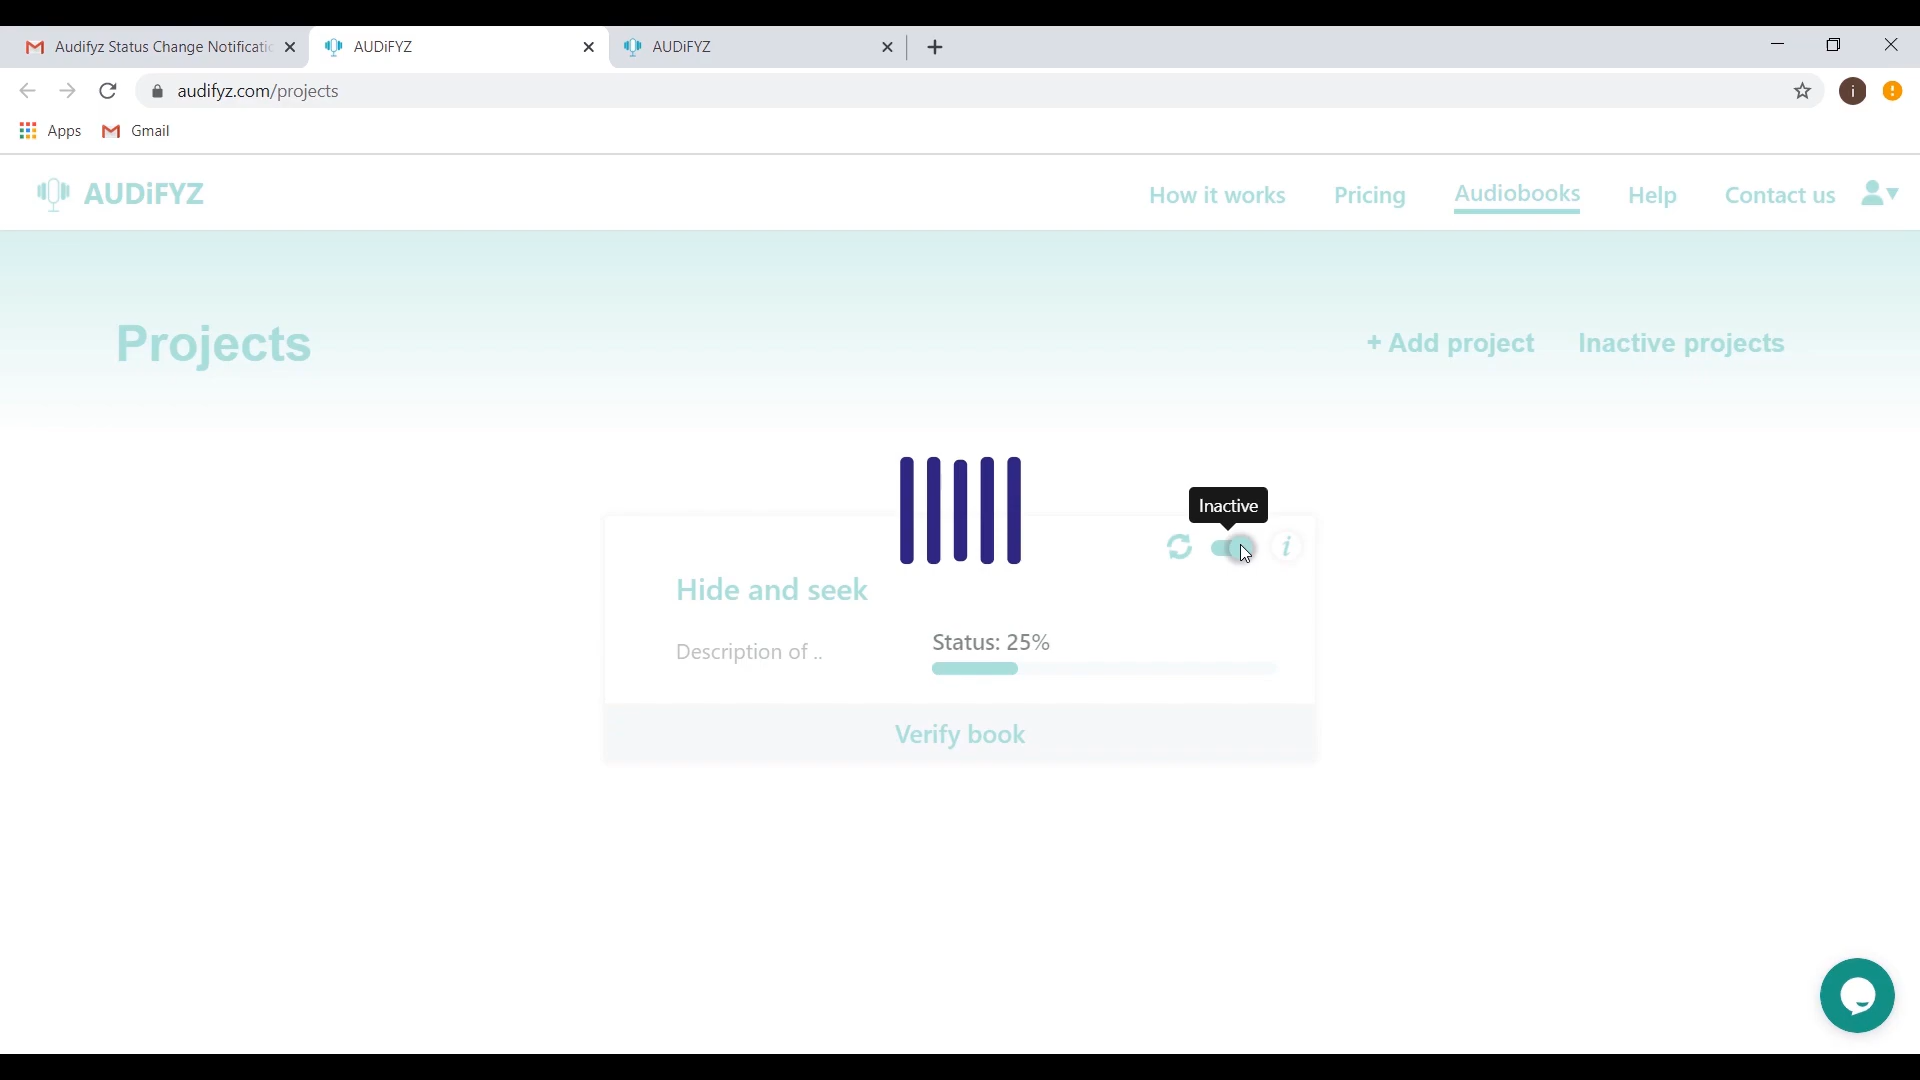 Audifyz Status Change Notificatic
AUDiFYZ
AUDiFYZ
audifyz.com/projects
i
Apps
Gmail
AUDiFYZ
How it works
Pricing
Audiobooks
Help
Contact us
Projects
+ Add project
Inactive projects
Inactive
i
Hide and seek
Description of ..
Status: 25%
Verify book